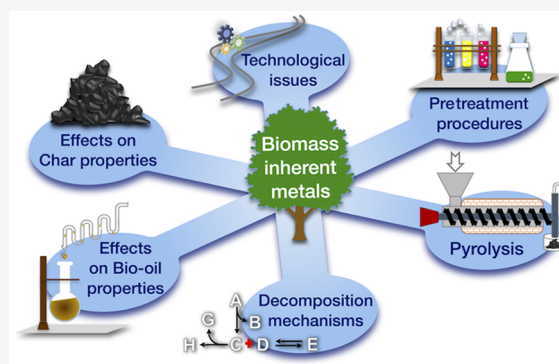 Technological
issues
Pretreatment
procedures
Effects on
Char properties
Biomass
inherent
metals
Pyrolysis
Effects
on Bio-oil
properties
Decomposition
mechanisms
A
G
B
H
C
+
D
E